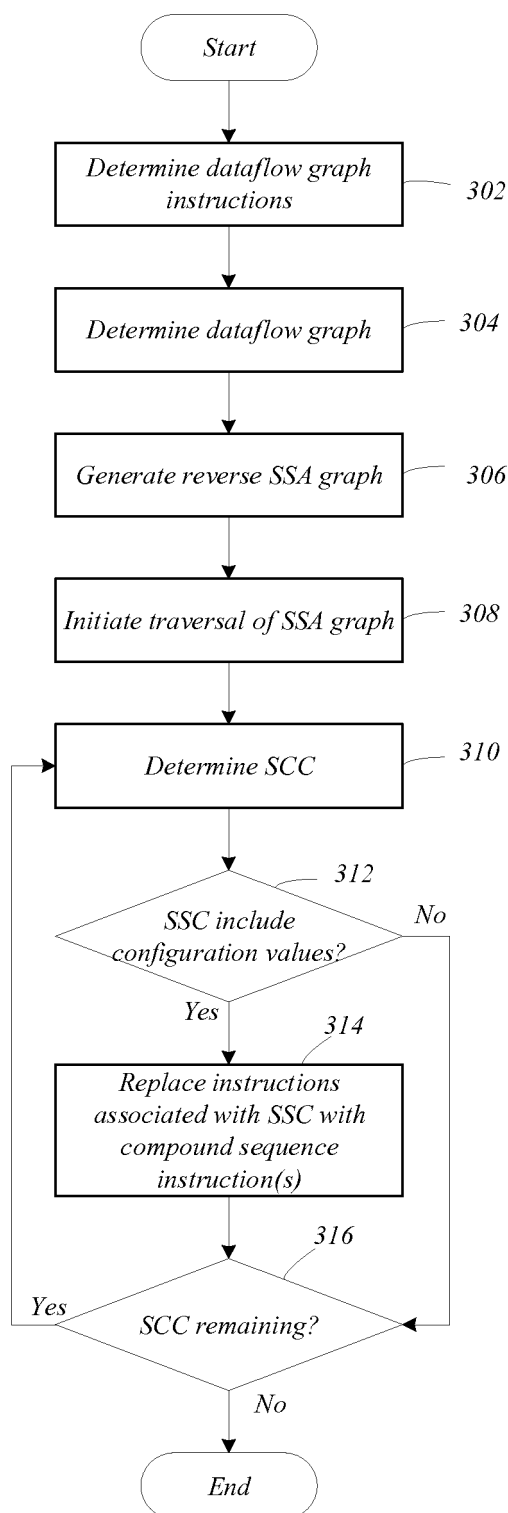 Start
Determine dataflow graph
instructions
302
Determine dataflow graph
304
Generate reverse SSA graph
306
Initiate traversal of SSA graph
308
Determine SCC
310
312
SSC include
configuration values?
No
Yes
314
Replace instructions
associated with SSC with
compound sequence
instruction(s)
316
Yes
SCC remaining?
No
End